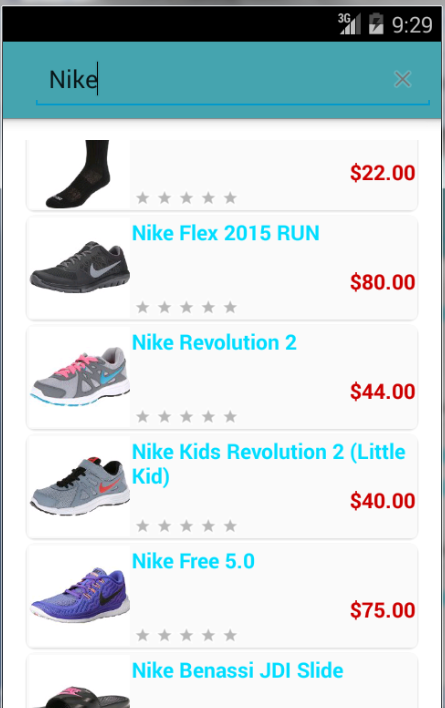 3G 9:29
Nike
$22.00
Nike Flex 2015 RUN
$80.00
Nike Revolution 2
$44.00
Nike Kids Revolution 2 (Little
Kid)
$40.00
Nike Free 5.0
$75.00
Nike Benassi JDI Slide